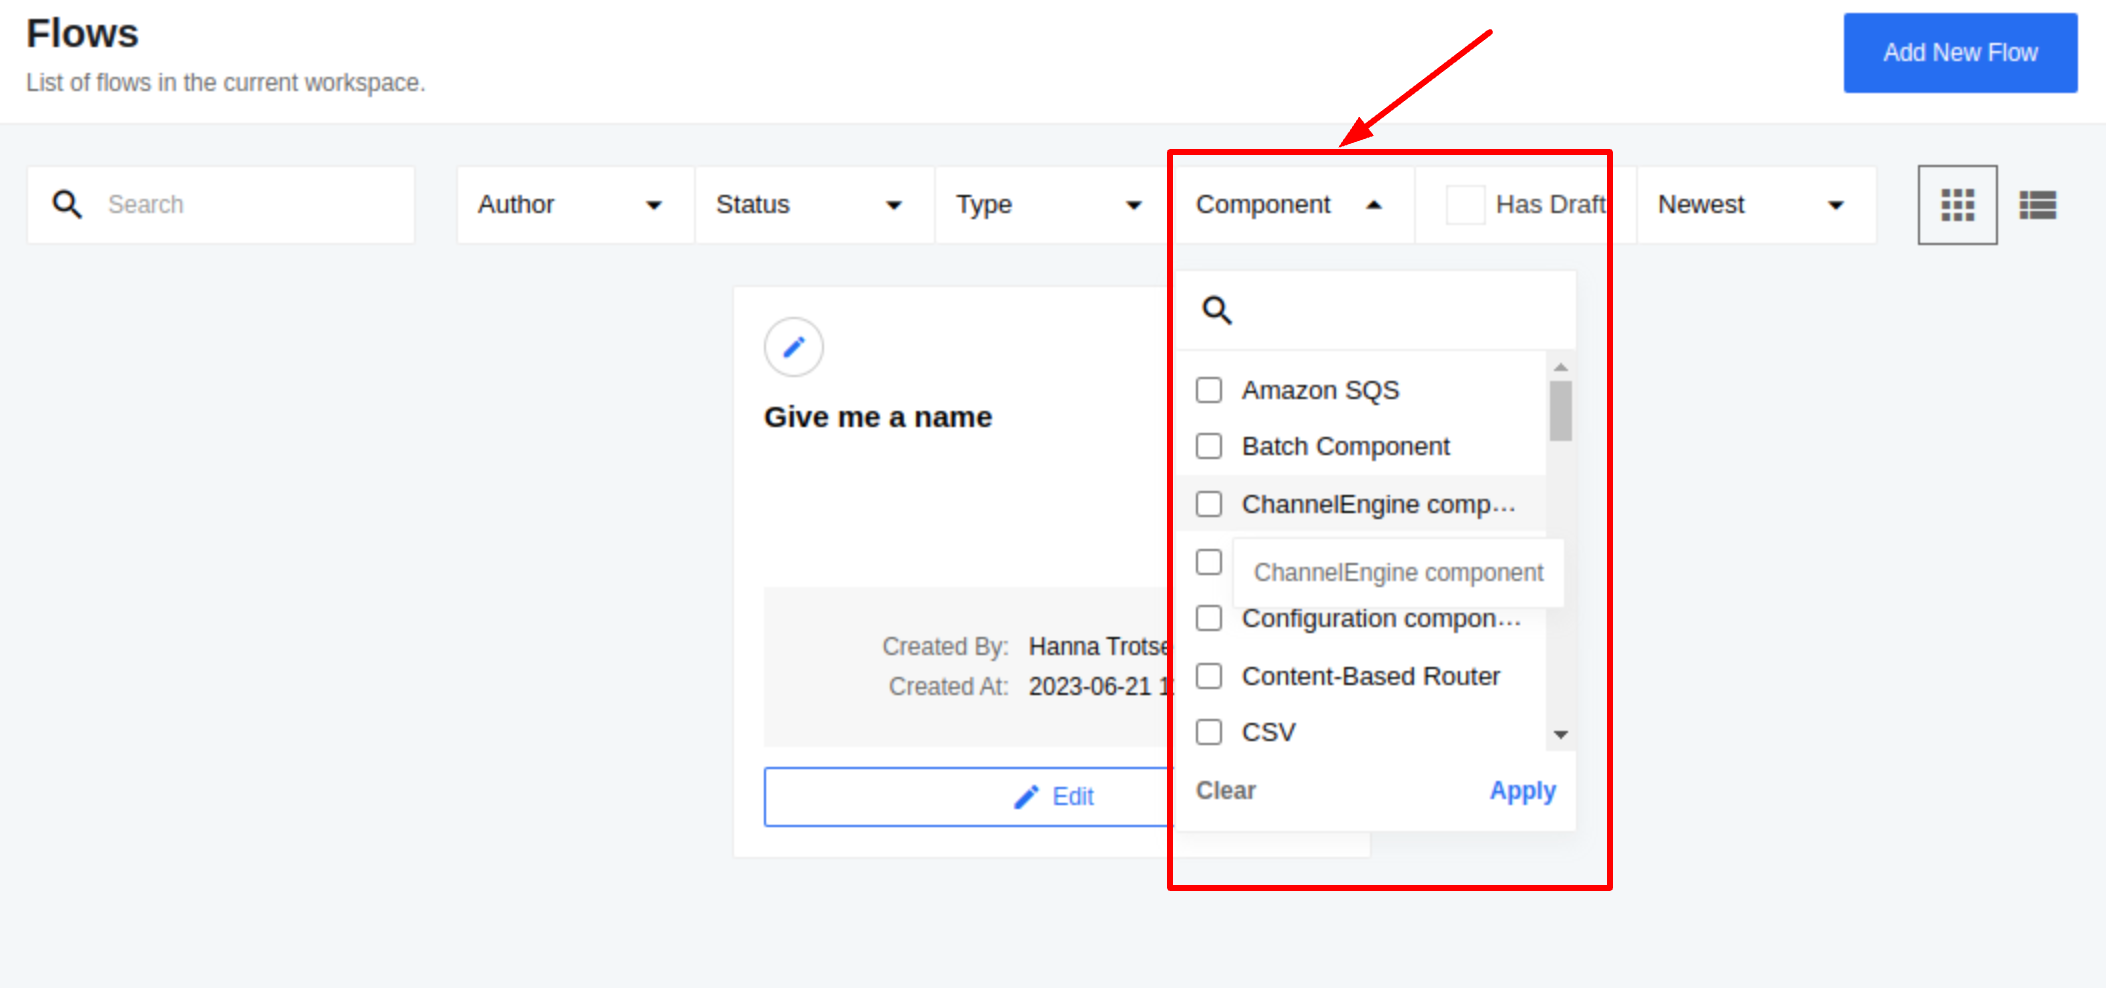 Flows
List of flows in the current workspace.
Add New Flow
Search
Author
Status
Type
Component
Has Draft
Newest
Give me a name
Created By: Hanna Trots
Created At: 2023-06-21 1
Edit
Amazon SQS
Batch Component
ChannelEngine comp...
ChannelEngine component
Configuration compon...
Content-Based Router
CSV
Clear
Apply